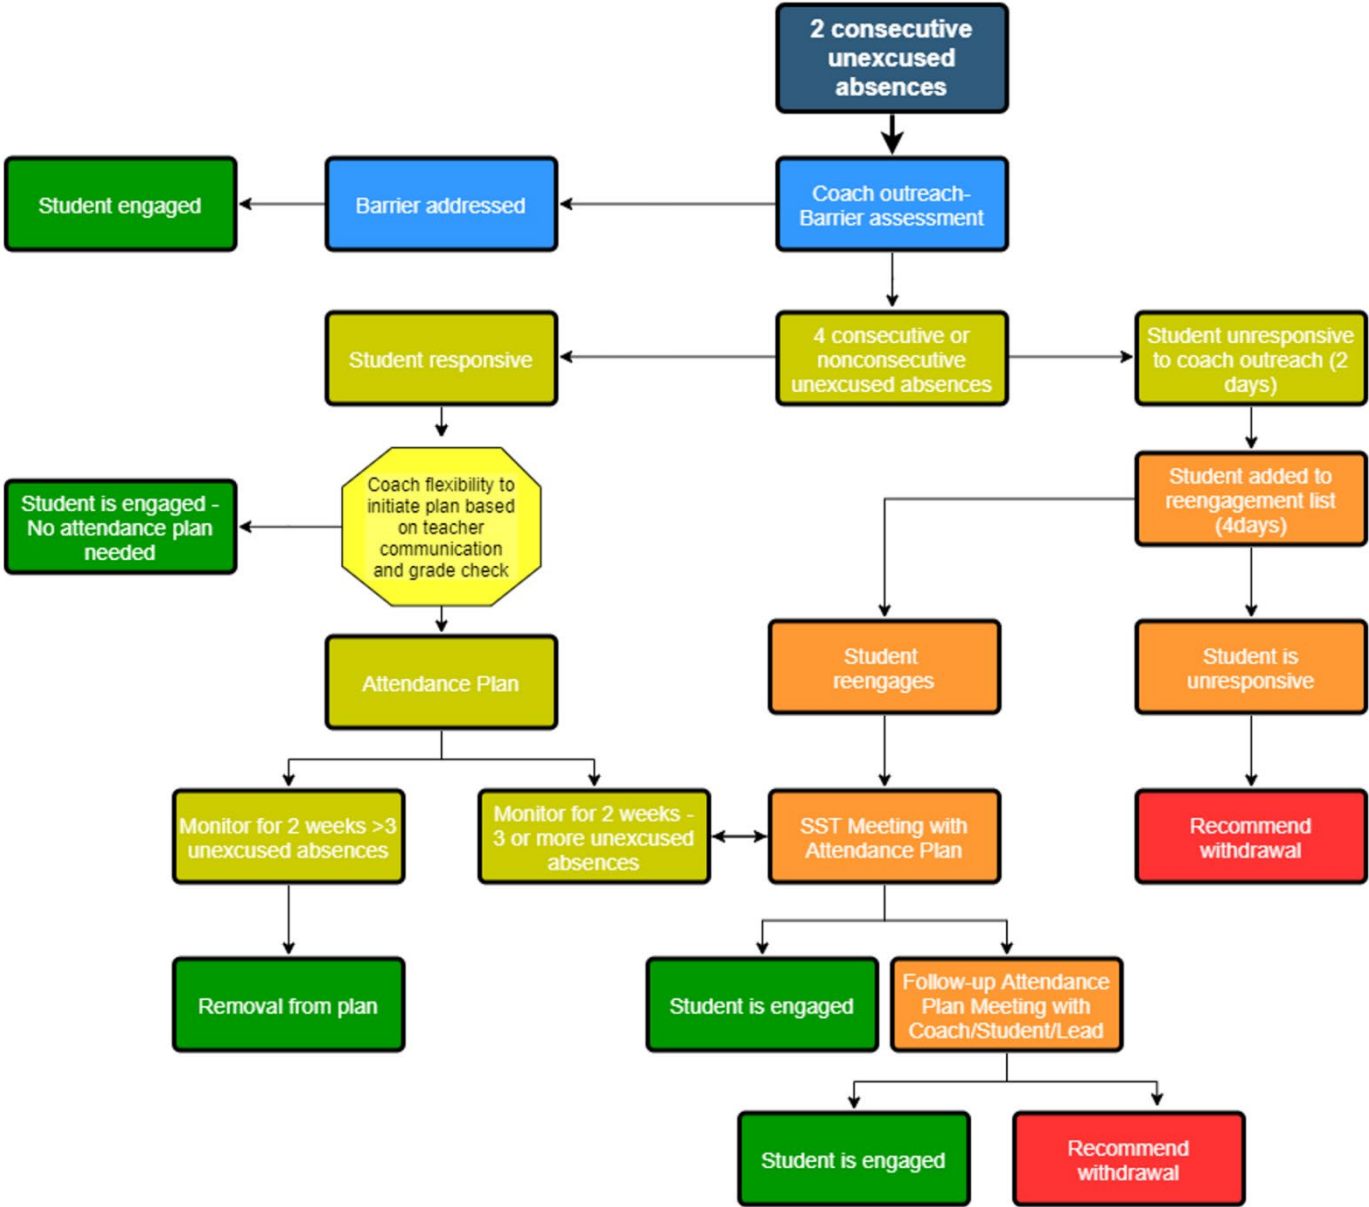 2 consecutive
unexcused
absences
Student engaged
Barrier addressed
Coach outreach-
Barrier assessment
Student responsive
4 consecutive or
nonconsecutive
unexcused absences
Student unresponsive
to coach outreach (2
days)
Student is engaged -
No attendance plan
needed
Coach flexibility to
initiate plan based
on teacher
communication
and grade check
Student added to
reengagement list
(4days)
Attendance Plan
Student
reengages
Student is
unresponsive
Monitor for 2 weeks >3
unexcused absences
Monitor for 2 weeks -
3 or more unexcused
absences
SST Meeting with
Attendance Plan
Recommend
withdrawal
Removal from plan
Student is engaged
Follow-up Attendance
Plan Meeting with
Coach/Student/Lead
Student is engaged
Recommend
withdrawal